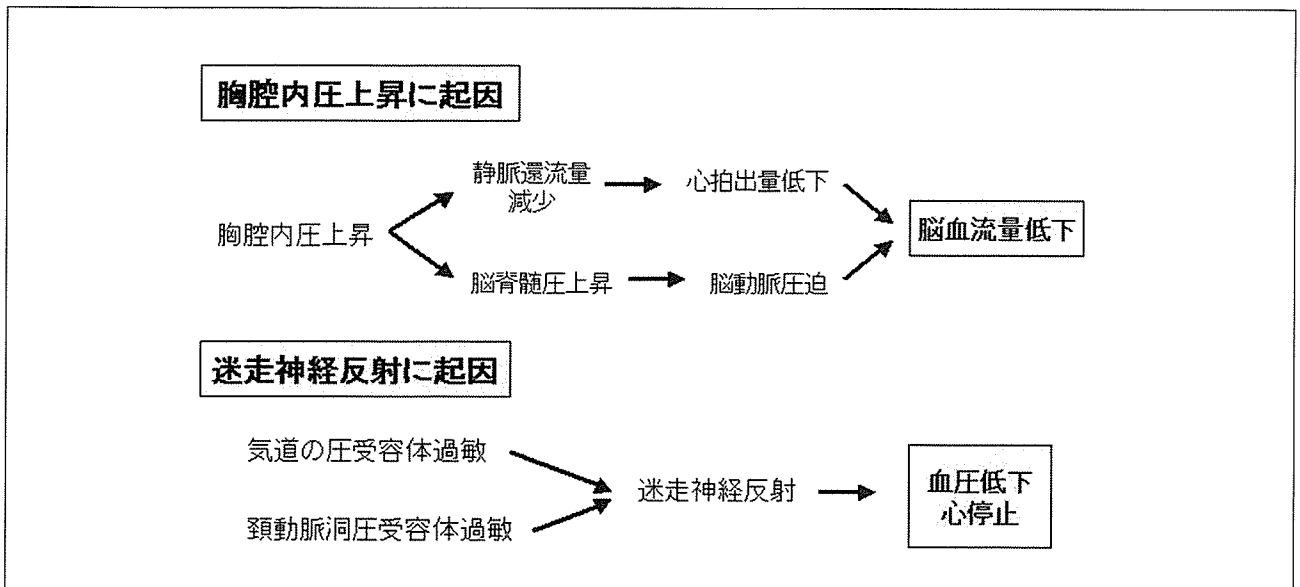 胸腔内圧上昇に起因
静脈還流量
減少
心拍出量低下
胸腔内圧上昇
脳血流量低下
脳脊髄圧上昇
脳動脈圧迫
迷走神経反射に起因
気道の圧受容体過敏
迷走神経反射
血圧低下
心停止
頚動脈洞圧受容体過敏